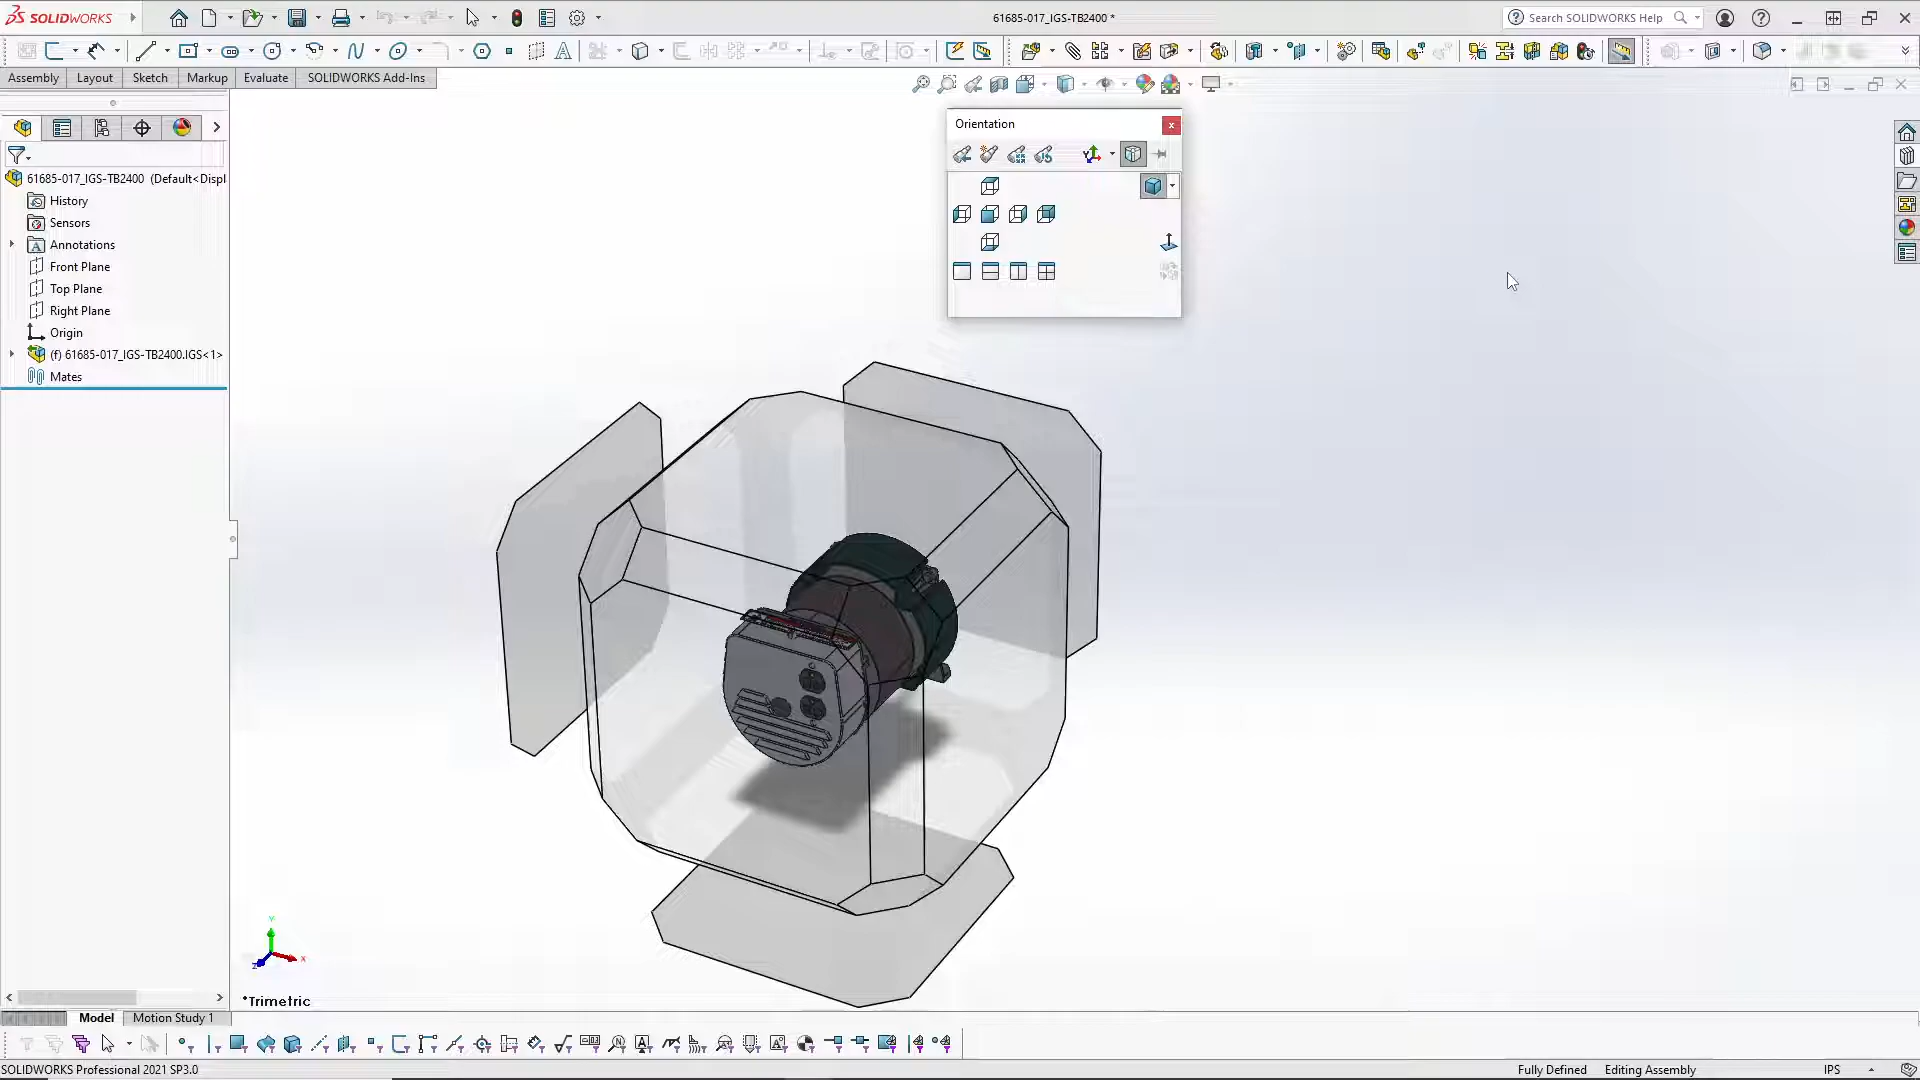 SOLIDWORKS
61685-017_IGS-TB2400 *
Search SOLIDWORKS Help
Assembly
Layout
Sketch
Markup
Evaluate
SOLIDWORKS Add-Ins
Orientation
61685-017_IGS-TB2400 (Default<Displ
History
Sensors
Annotations
Front Plane
Top Plane
Right Plane
Origin
(f) 61685-017_IGS-TB2400.IGS<1>
Mates
Y
X
Z
*Trimetric
Model
Motion Study 1
SOLIDWORKS Professional 2021 SP3.0
Fully Defined
Editing Assembly
IPS